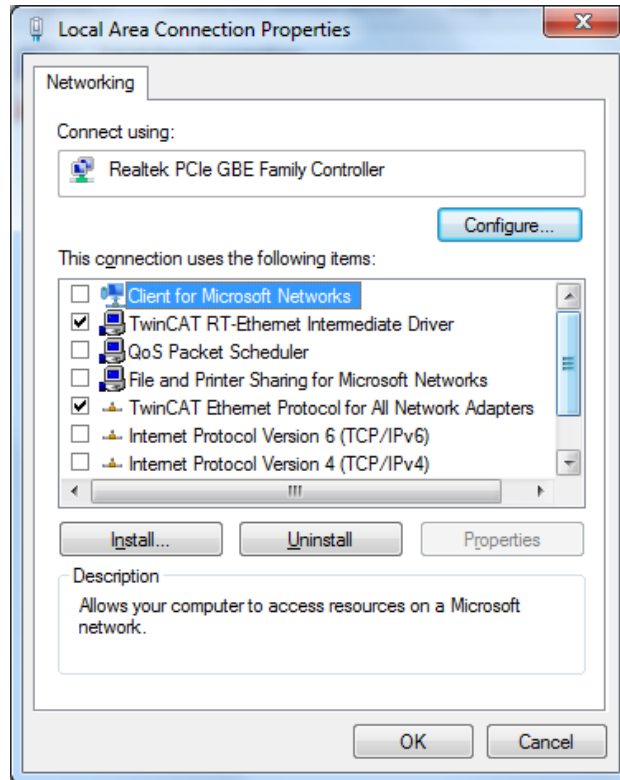 Local Area Connection Properties
Networking
Connect using:
Realtek PCIe GBE Family Controller
Configure...
This connection uses the following items:
Client for Microsoft Networks
TwinCAT RT-Ethernet Intermediate Driver
QoS Packet Scheduler
File and Printer Sharing for Microsoft Networks
TwinCAT Ethernet Protocol for All Network Adapters
Internet Protocol Version 6 (TCP/IPv6)
Internet Protocol Version 4 (TCP/IPv4)
Install... Uninstall Properties
Description
Allows your computer to access resources on a Microsoft
network.
OK Cancel